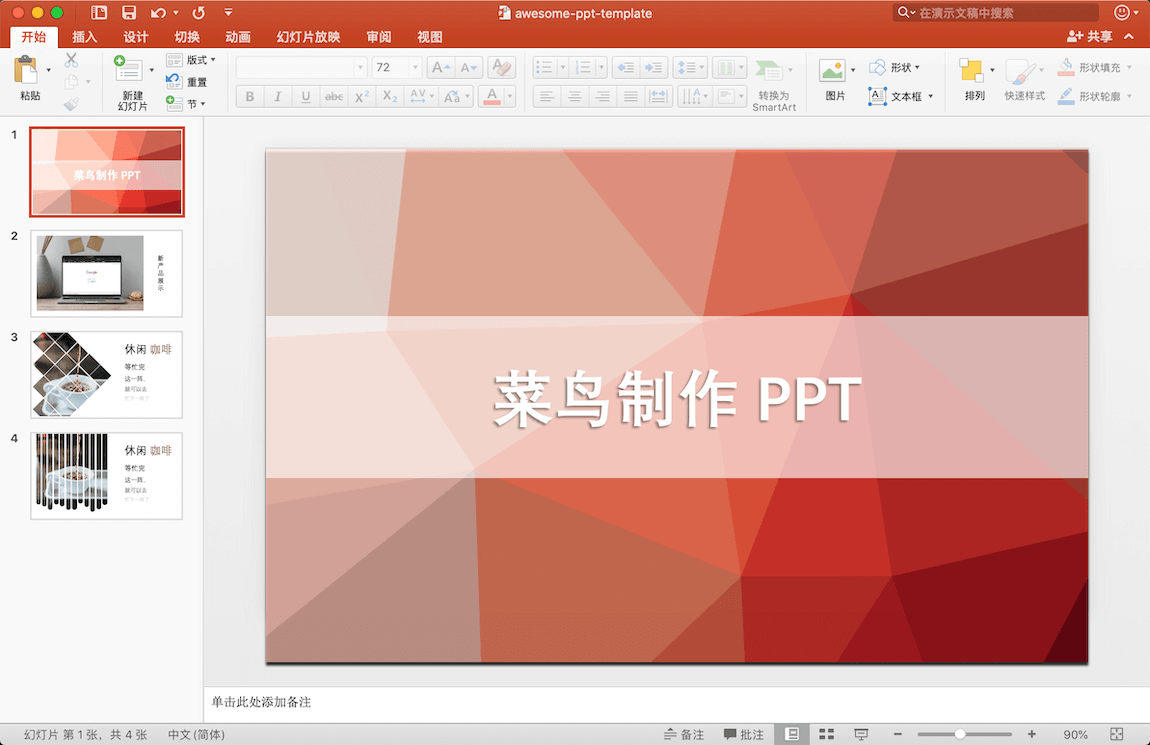 awesome-ppt-template
在演示文稿中搜索
开始 插入 设计 切换 动画 幻灯片放映 审阅 视图
共享
粘贴
新建
幻灯片
版式
重置
节
72
转换为
SmartArt
图片
形状
文本框
排列
快速样式
形状填充
形状轮廓
1
菜鸟制作 PPT
2
新产品展示
3
休闲 咖啡
等忙完
这一阵,
就可以去
4
休闲 咖啡
等忙完
这一阵,
就可以去
菜鸟制作 PPT
单击此处添加备注
幻灯片 第 1 张，共 4 张 中文 (简体) 备注 批注 90%